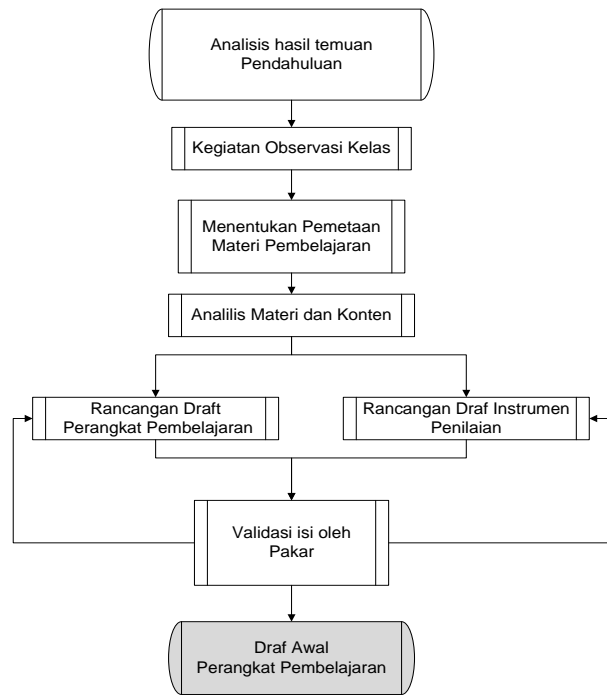 Analisis hasil temuan
Pendahuluan
Kegiatan Observasi Kelas
Menentukan Pemetaan
Materi Pembelajaran
Analilis Materi dan Konten
Rancangan Draft
Perangkat Pembelajaran
Rancangan Draf Instrumen
Penilaian
Validasi isi oleh
Pakar
Draf Awal
Perangkat Pembelajaran